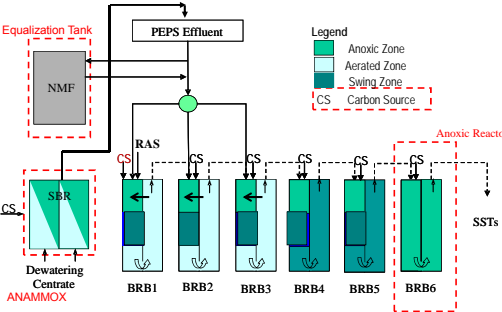 Equalization Tank
PEPS Effluent
Legend
Anoxic Zone
Aerated Zone
Swing Zone
CS Carbon Source
NMF
Anoxic Reacto
RAS
CS
CS
CS
CS
CS
CS
SBR
CS
SSTs
Dewatering
Centrate
ANAMMOX
BRB1
BRB2
BRB3
BRB4
BRB5
BRB6